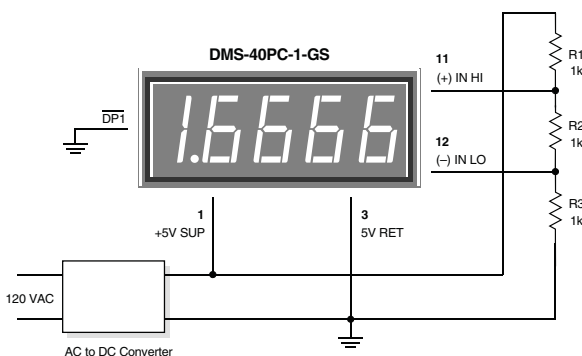 DMS-40PC-1-GS
DP1
1.6666
11
(+) IN HI
12
(–) IN LO
R1
1k
R2
1k
R3
1k
1
+5V SUP
3
5V RET
120 VAC
AC to DC Converter